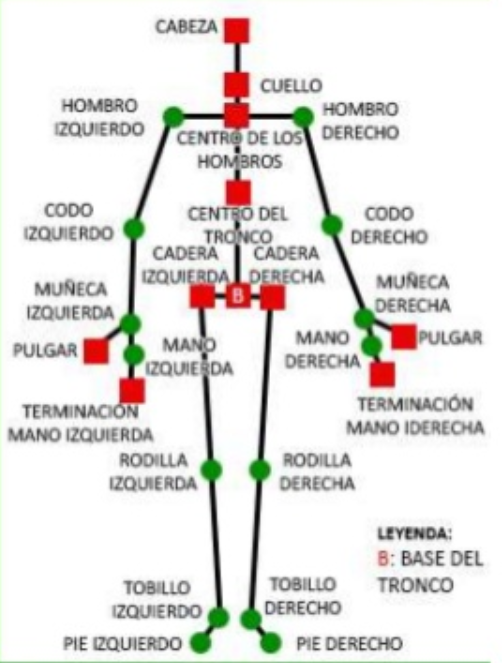 CABEZA
CUELLO
HOMBRO
IZQUIERDO
HOMBRO
DERECHO
CENTRO DE LOS
HOMBROS
CODO
IZQUIERDO
CENTRO DEL
TRONCO
CODO
DERECHO
CADERA
IZQUIERDA
CADERA
DERECHA
B
MUÑECA
IZQUIERDA
MUÑECA
DERECHA
PULGAR
MANO
IZQUIERDA
MANO
DERECHA
PULGAR
TERMINACIÓN
MANO IZQUIERDA
TERMINACIÓN
MANO IDERECHA
RODILLA
IZQUIERDA
RODILLA
DERECHA
LEYENDA:
B: BASE DEL
TRONCO
TOBILLO
IZQUIERDO
TOBILLO
DERECHO
PIE IZQUIERDO
PIE DERECHO